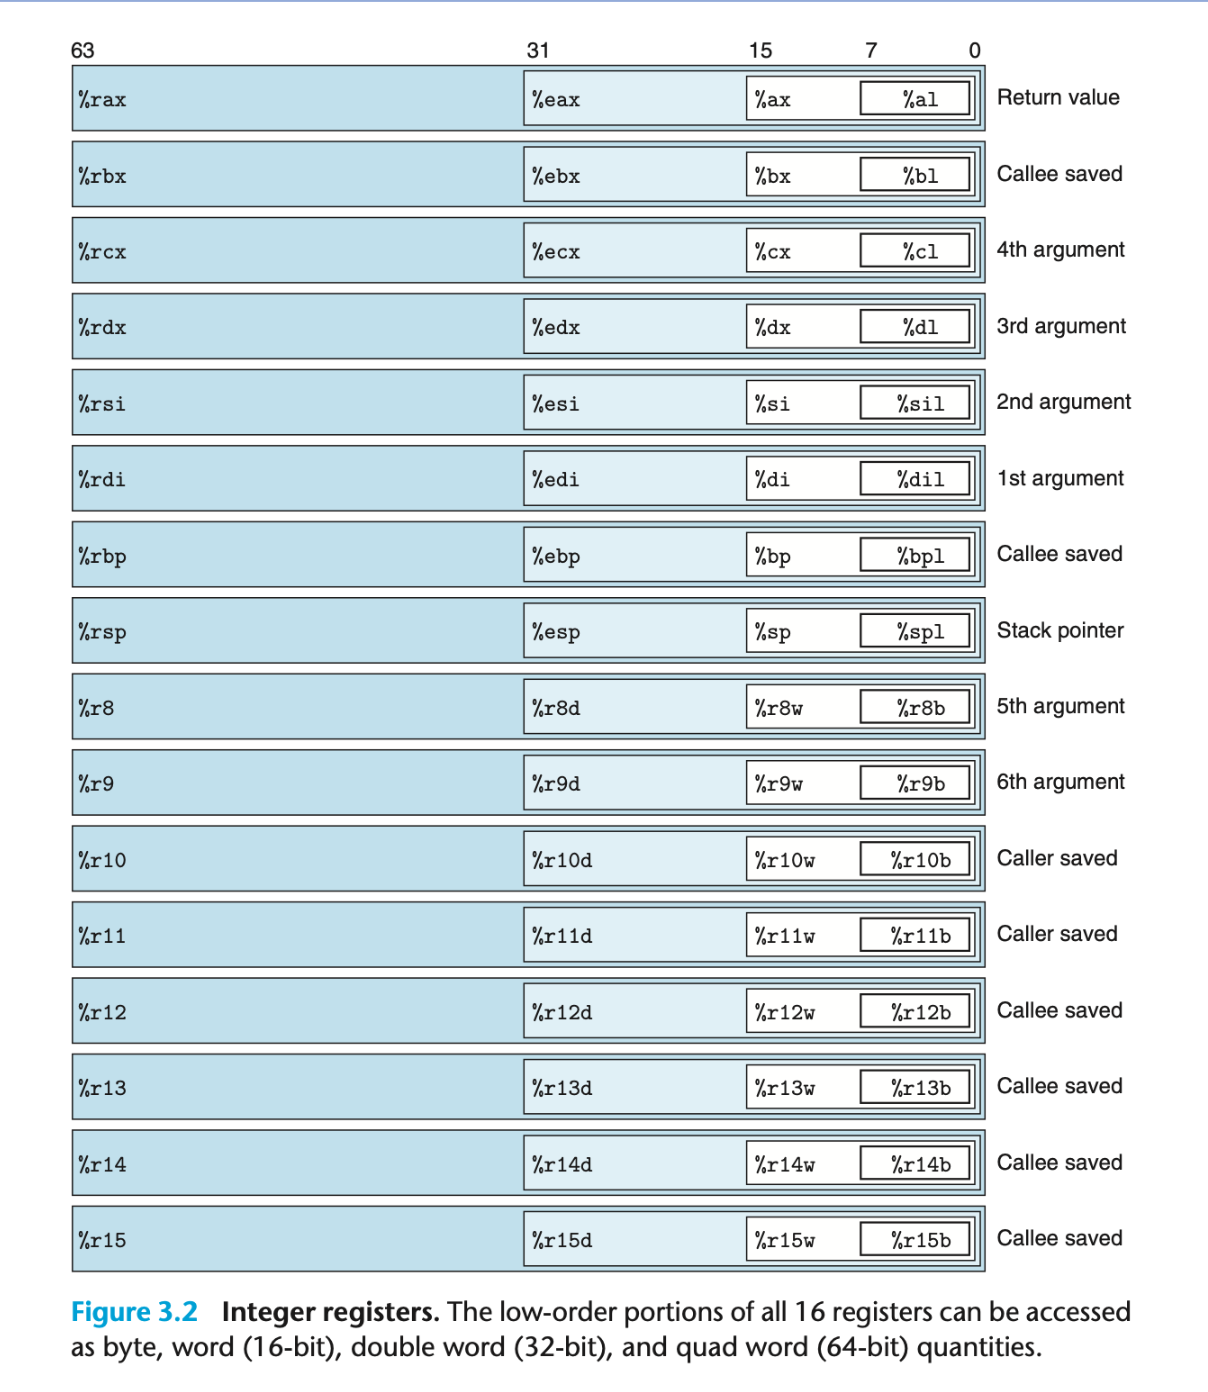 63 31 15 7 0
%rax %eax %ax %al Return value
%rbx %ebx %bx %bl Callee saved
%rcx %ecx %cx %cl 4th argument
%rdx %edx %dx %dl 3rd argument
%rsi %esi %si %sil 2nd argument
%rdi %edi %di %dil 1st argument
%rbp %ebp %bp %bpl Callee saved
%rsp %esp %sp %spl Stack pointer
%r8 %r8d %r8w %r8b 5th argument
%r9 %r9d %r9w %r9b 6th argument
%r10 %r10d %r10w %r10b Caller saved
%r11 %r11d %r11w %r11b Caller saved
%r12 %r12d %r12w %r12b Callee saved
%r13 %r13d %r13w %r13b Callee saved
%r14 %r14d %r14w %r14b Callee saved
%r15 %r15d %r15w %r15b Callee saved
Figure 3.2 Integer registers. The low-order portions of all 16 registers can be accessed
as byte, word (16-bit), double word (32-bit), and quad word (64-bit) quantities.